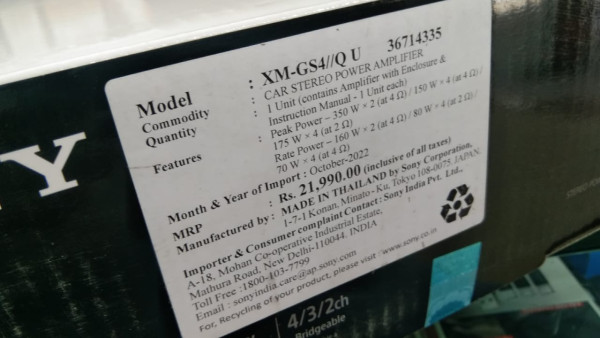 Model : XM-GS4//Q U 36714335
Commodity : CAR STEREO POWER AMPLIFIER
Quantity : 1 Unit (contains Amplifier with Enclosure &
Instruction Manual - 1 Unit each)
Features : Peak Power – 350 W × 2 (at 4 Ω) / 150 W × 4 (at 4 Ω) /
175 W × 4 (at 2 Ω)
Rate Power – 160 W × 2 (at 4 Ω) / 80 W × 4 (at 2 Ω) /
70 W × 4 (at 4 Ω)
Month & Year of Import : October-2022
MRP : Rs. 21,990.00 (inclusive of all taxes)
Manufactured by : MADE IN THAILAND by Sony Corporation,
1-7-1 Konan, Minato-Ku, Tokyo 108-0075, JAPAN.
Importer & Consumer complaint Contact : Sony India Pvt. Ltd.,
A-18, Mohan Co-operative Industrial Estate,
Mathura Road, New Delhi-110044, INDIA
Toll Free :1800-103-7799
Email : sonyindia.care@ap.sony.com
For, Recycling of your product, please visit : www.sony.co.in
Y
4/3/2ch
Bridgeable